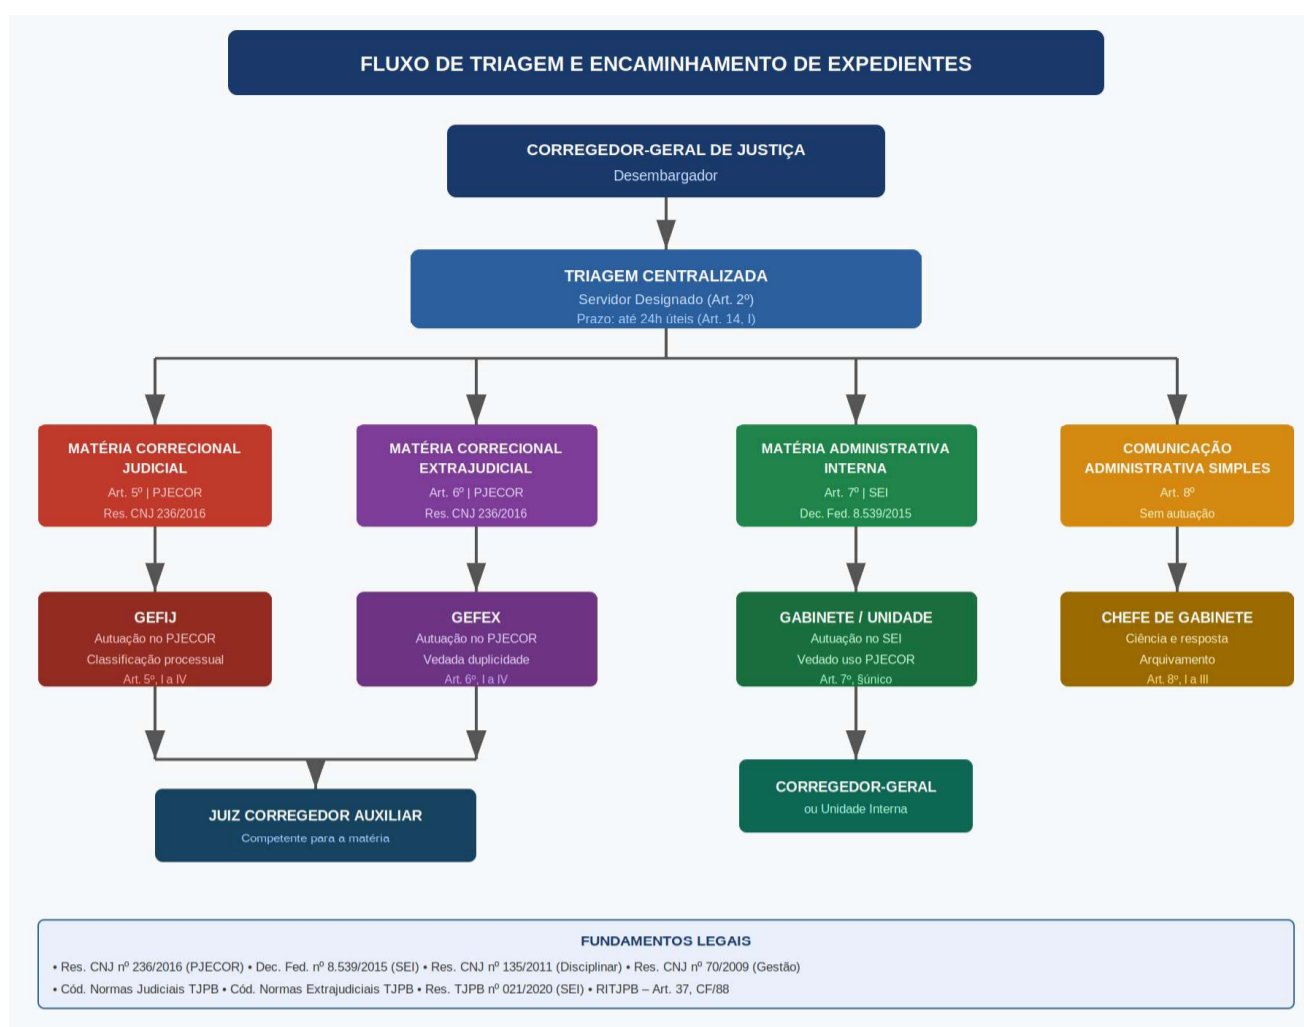 FLUXO DE TRIAGEM E ENCAMINHAMENTO DE EXPEDIENTES
CORREGEDOR-GERAL DE JUSTIÇA
Desembargador
TRIAGEM CENTRALIZADA
Servidor Designado (Art. 2º)
Prazo: até 24h úteis (Art. 14, I)
MATÉRIA CORRECIONAL
JUDICIAL
Art. 5º | PJECOR
Res. CNJ 236/2016
MATÉRIA CORRECIONAL
EXTRAJUDICIAL
Art. 6º | PJECOR
Res. CNJ 236/2016
MATÉRIA ADMINISTRATIVA
INTERNA
Art. 7º | SEI
Dec. Fed. 8.539/2015
COMUNICAÇÃO
ADMINISTRATIVA SIMPLES
Art. 8º
Sem autuação
GEFIJ
Autuação no PJECOR
Classificação processual
Art. 5º, I a IV
GEFEX
Autuação no PJECOR
Vedada duplicidade
Art. 6º, I a IV
GABINETE / UNIDADE
Autuação no SEI
Vedado uso PJECOR
Art. 7º, §único
CHEFE DE GABINETE
Ciência e resposta
Arquivamento
Art. 8º, I a III
JUIZ CORREGEDOR AUXILIAR
Competente para a matéria
CORREGEDOR-GERAL
ou Unidade Interna
FUNDAMENTOS LEGAIS
• Res. CNJ nº 236/2016 (PJECOR) • Dec. Fed. nº 8.539/2015 (SEI) • Res. CNJ nº 135/2011 (Disciplinar) • Res. CNJ nº 70/2009 (Gestão)
• Cód. Normas Judiciais TJPB • Cód. Normas Extrajudiciais TJPB • Res. TJPB nº 021/2020 (SEI) • RITJPB – Art. 37, CF/88